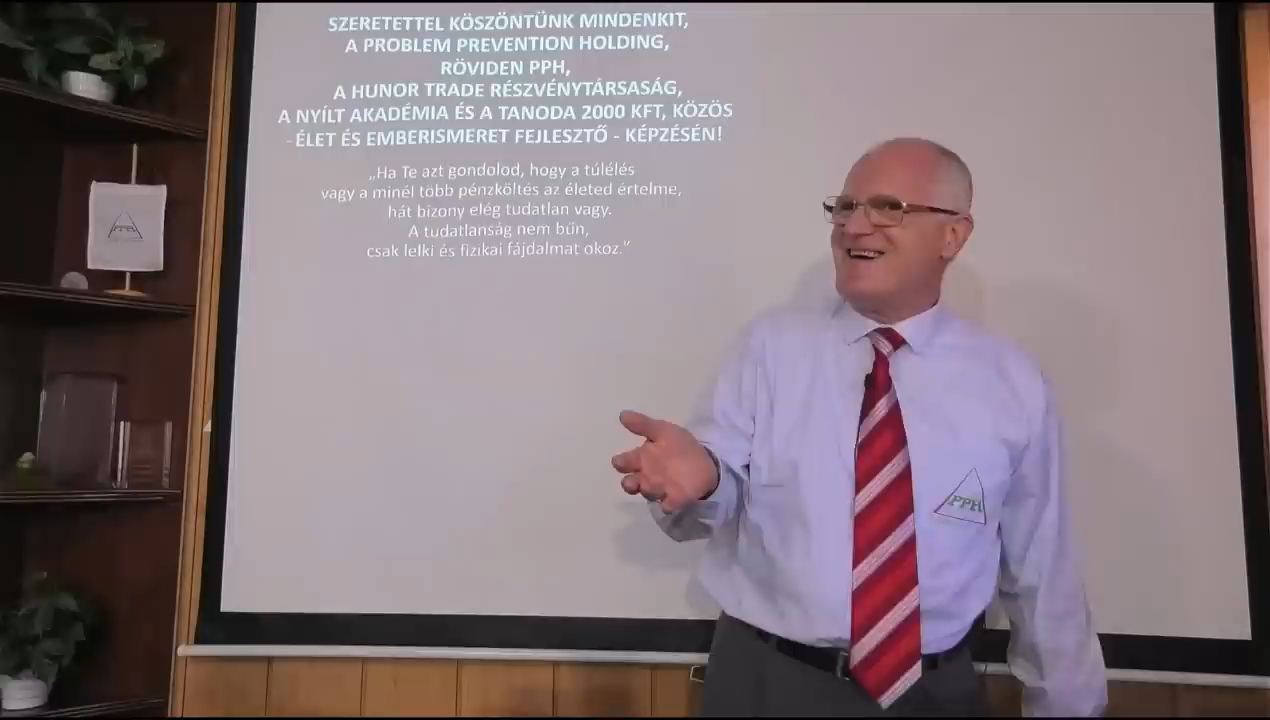 SZERETETTEL KÖSZÖNTÜNK MINDENKIT,
A PROBLEM PREVENTION HOLDING,
RÖVIDEN PPH,
A HUNOR TRADE RÉSZVÉNYTÁRSASÁG,
A NYÍLT AKADÉMIA ÉS A TANODA 2000 KFT, KÖZÖS
- ÉLET ÉS EMBERISMERET FEJLESZTŐ - KÉPZÉSÉN!
„Ha Te azt gondolod, hogy a túlélés
vagy a minél több pénzköltés az életed értelme,
hát bizony elég tudatlan vagy.
A tudatlanság nem bűn,
csak lelki és fizikai fájdalmat okoz.”
PPH
PPH